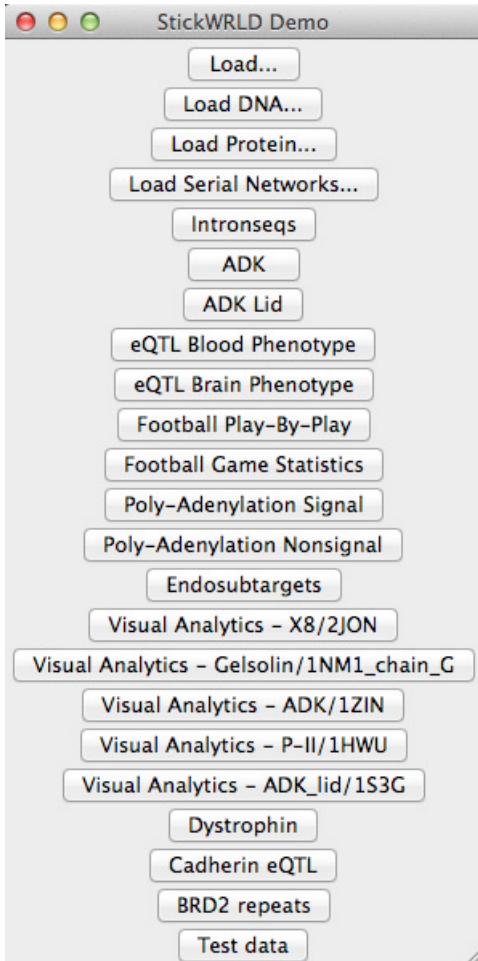 StickWRLD Demo
Load...
Load DNA...
Load Protein...
Load Serial Networks...
Intronseqs
ADK
ADK Lid
eQTL Blood Phenotype
eQTL Brain Phenotype
Football Play-By-Play
Football Game Statistics
Poly-Adenylation Signal
Poly-Adenylation Nonsignal
Endosubtargets
Visual Analytics - X8/2JON
Visual Analytics - Gelsolin/1NM1_chain_G
Visual Analytics - ADK/1ZIN
Visual Analytics - P-II/1HWU
Visual Analytics - ADK_lid/1S3G
Dystrophin
Cadherin eQTL
BRD2 repeats
Test data